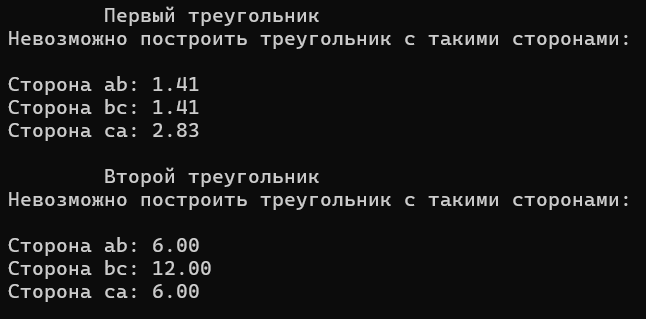 Первый треугольник
Невозможно построить треугольник с такими сторонами:
Сторона ab: 1.41
Сторона bc: 1.41
Сторона ca: 2.83
Второй треугольник
Невозможно построить треугольник с такими сторонами:
Сторона ab: 6.00
Сторона bc: 12.00
Сторона ca: 6.00